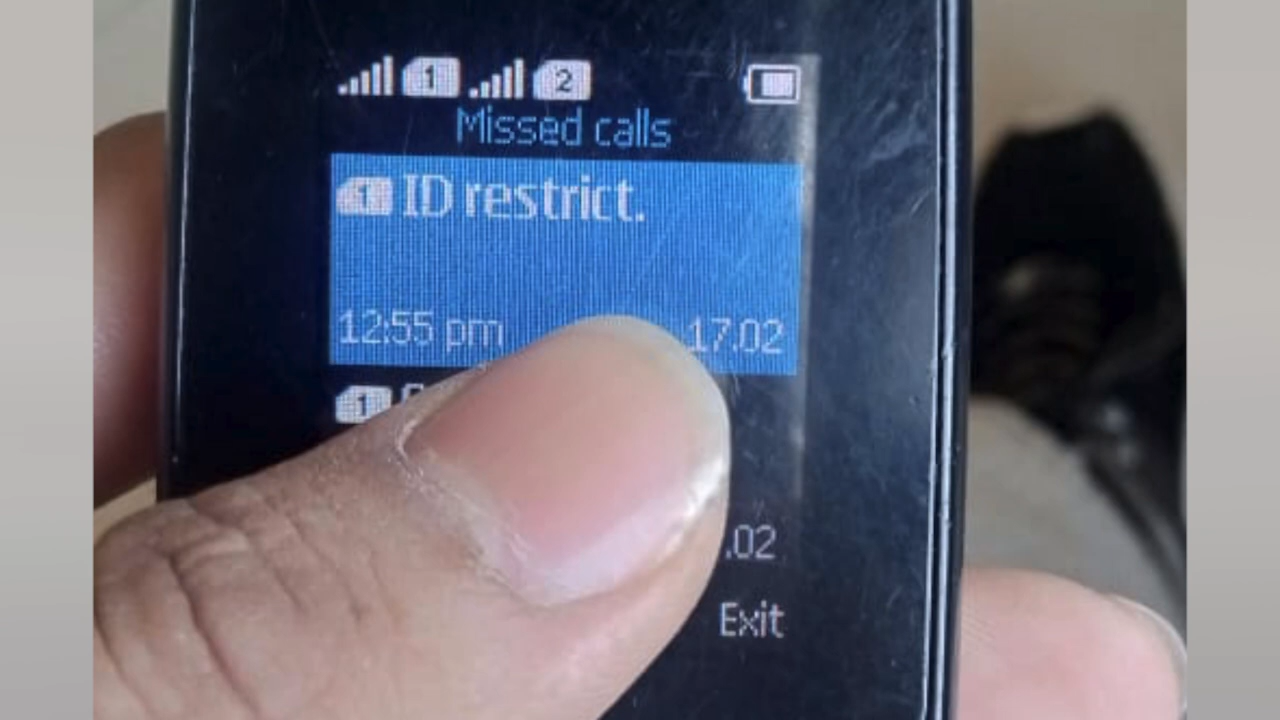 1 2
Missed calls
1 ID restrict.
12:55 pm 17.02
1
.02
Exit